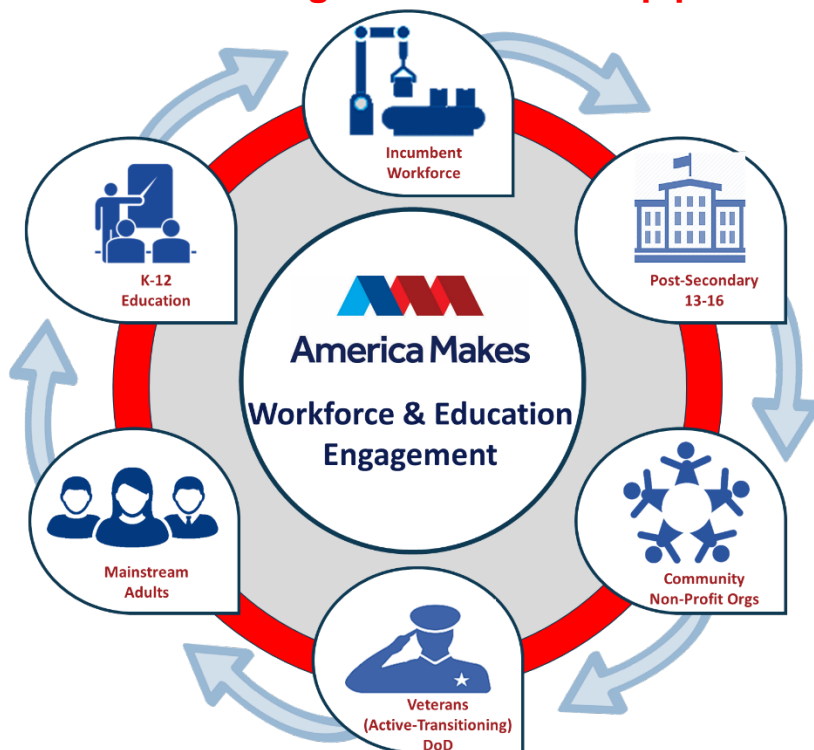 Incumbent
Workforce
K-12
Education
Post-Secondary
13-16
America Makes
Workforce & Education
Engagement
Mainstream
Adults
Community
Non-Profit Orgs
Veterans
(Active-Transitioning)
DoD